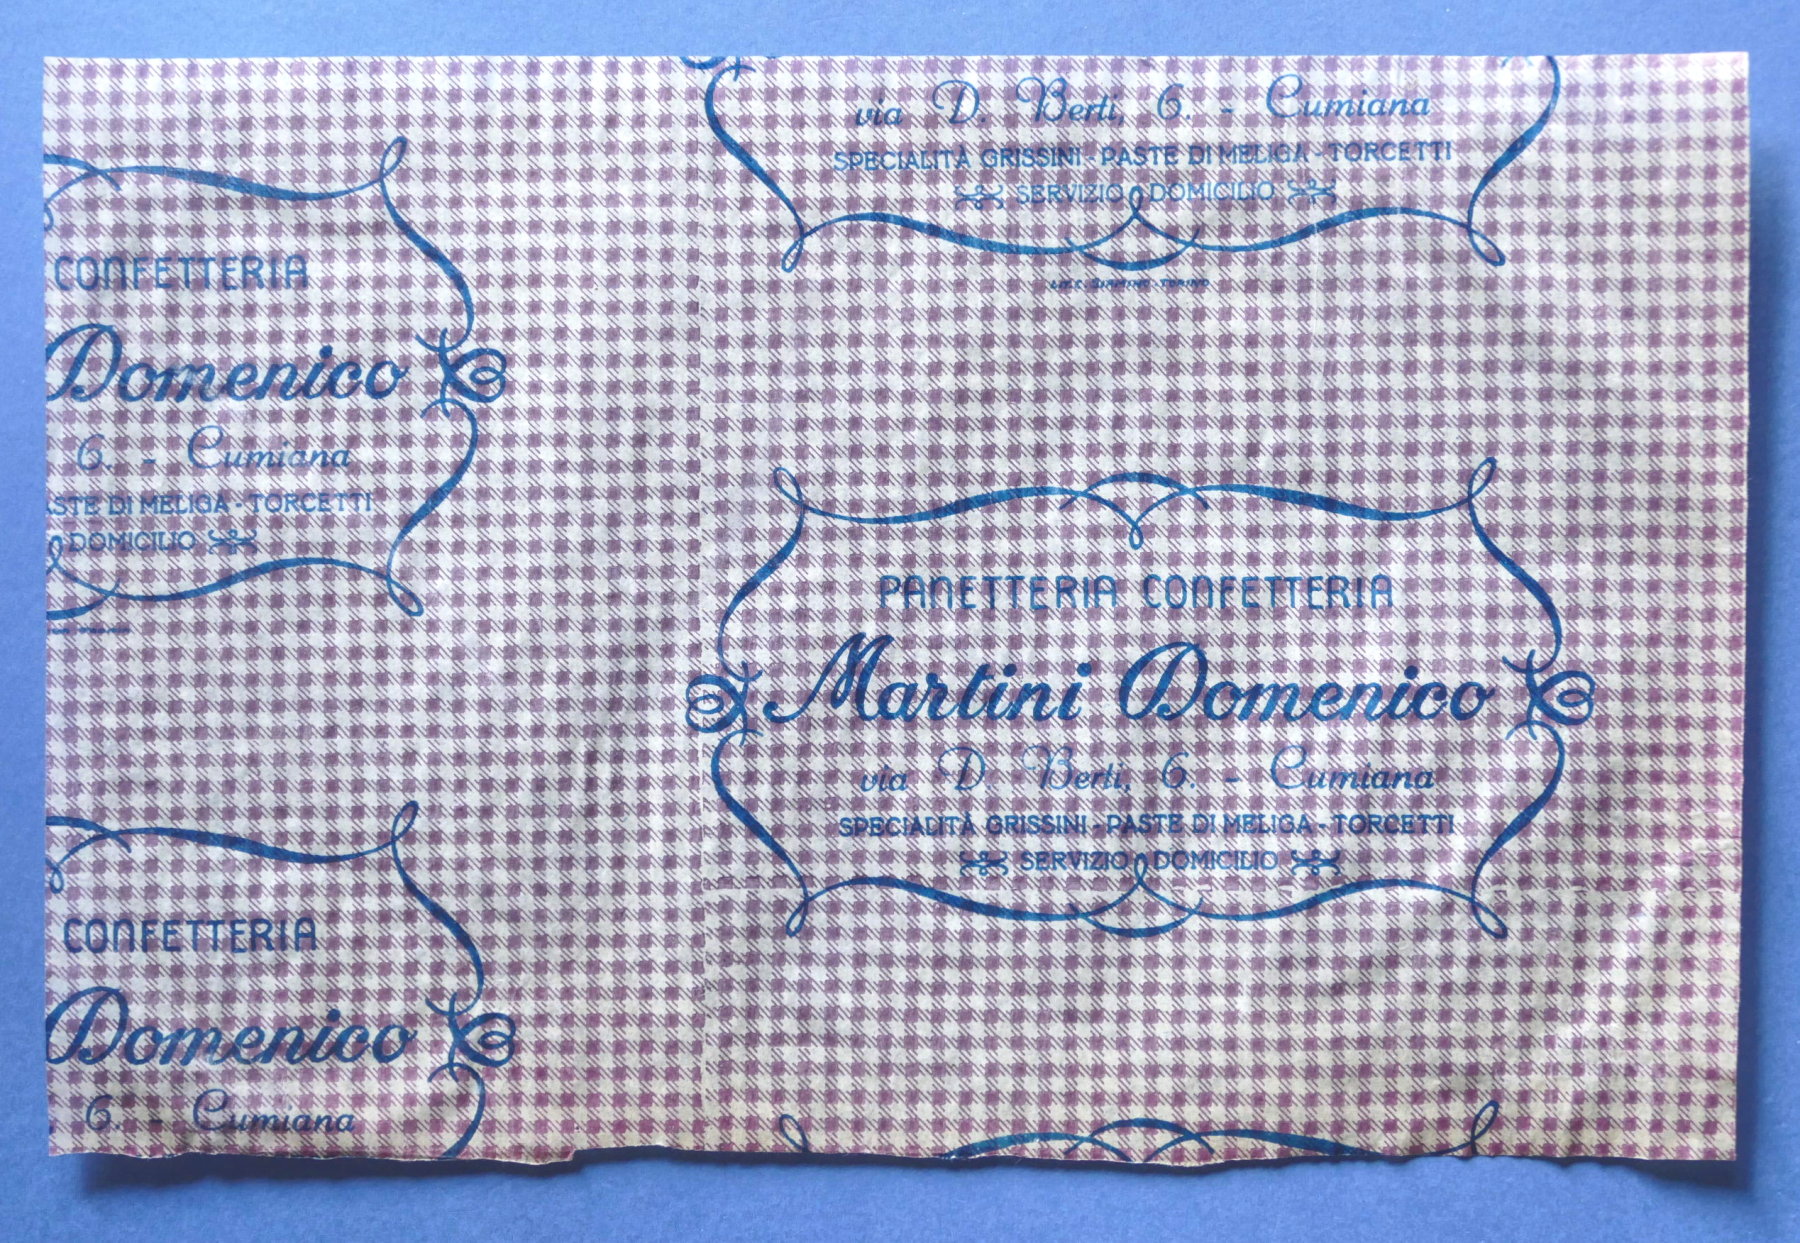 via D. Berti, 6. - Cumiana
SPECIALITÀ GRISSINI - PASTE DI MELIGA - TORCETTI
SERVIZIO DOMICILIO
TORINO
CONFETTERIA
Domenico
6. - Cumiana
ASTE DI MELIGA - TORCETTI
DOMICILIO
PANETTERIA CONFETTERIA
Martini Domenico
via D. Berti, 6. - Cumiana
SPECIALITÀ GRISSINI - PASTE DI MELIGA - TORCETTI
SERVIZIO DOMICILIO
CONFETTERIA
Domenico
6. - Cumiana